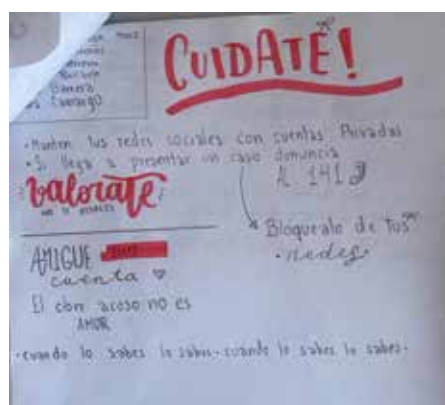 CUIDATE!
Camargo
•Manten tus redes sociales con cuentas Privadas
•Si llega a presentar un caso denuncia
AL 141
valorate
Bloquealo de tus
•redes•
AMIGUE
cuenta
El ciber acoso no es
AMOR
•cuando lo sabes lo sabes•cuando lo sabes lo sabes•